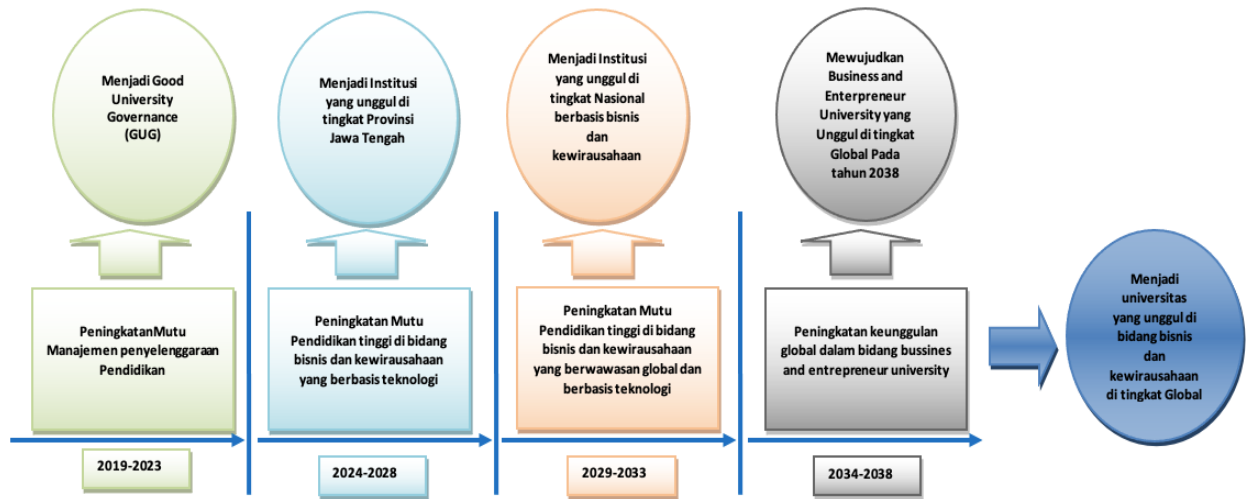 Menjadi Good
University
Governance
(GUG)
Menjadi Institusi
yang unggul di
tingkat Provinsi
Jawa Tengah
Menjadi Institusi
yang unggul di
tingkat Nasional
berbasis bisnis
dan
kewirausahaan
Mewujudkan
Business and
Enterpreneur
University yang
Unggul di tingkat
Global Pada
tahun 2038
PeningkatanMutu
Manajemen penyelenggaraan
Pendidikan
Peningkatan Mutu
Pendidikan tinggi di bidang
bisnis dan kewirausahaan
yang berbasis teknologi
Peningkatan Mutu
Pendidikan tinggi di bidang
bisnis dan kewirausahaan
yang berwawasan global dan
berbasis teknologi
Peningkatan keunggulan
global dalam bidang bussines
and entrepreneur university
Menjadi
universitas
yang unggul di
bidang bisnis
dan
kewirausahaan
di tingkat Global
2019-2023
2024-2028
2029-2033
2034-2038